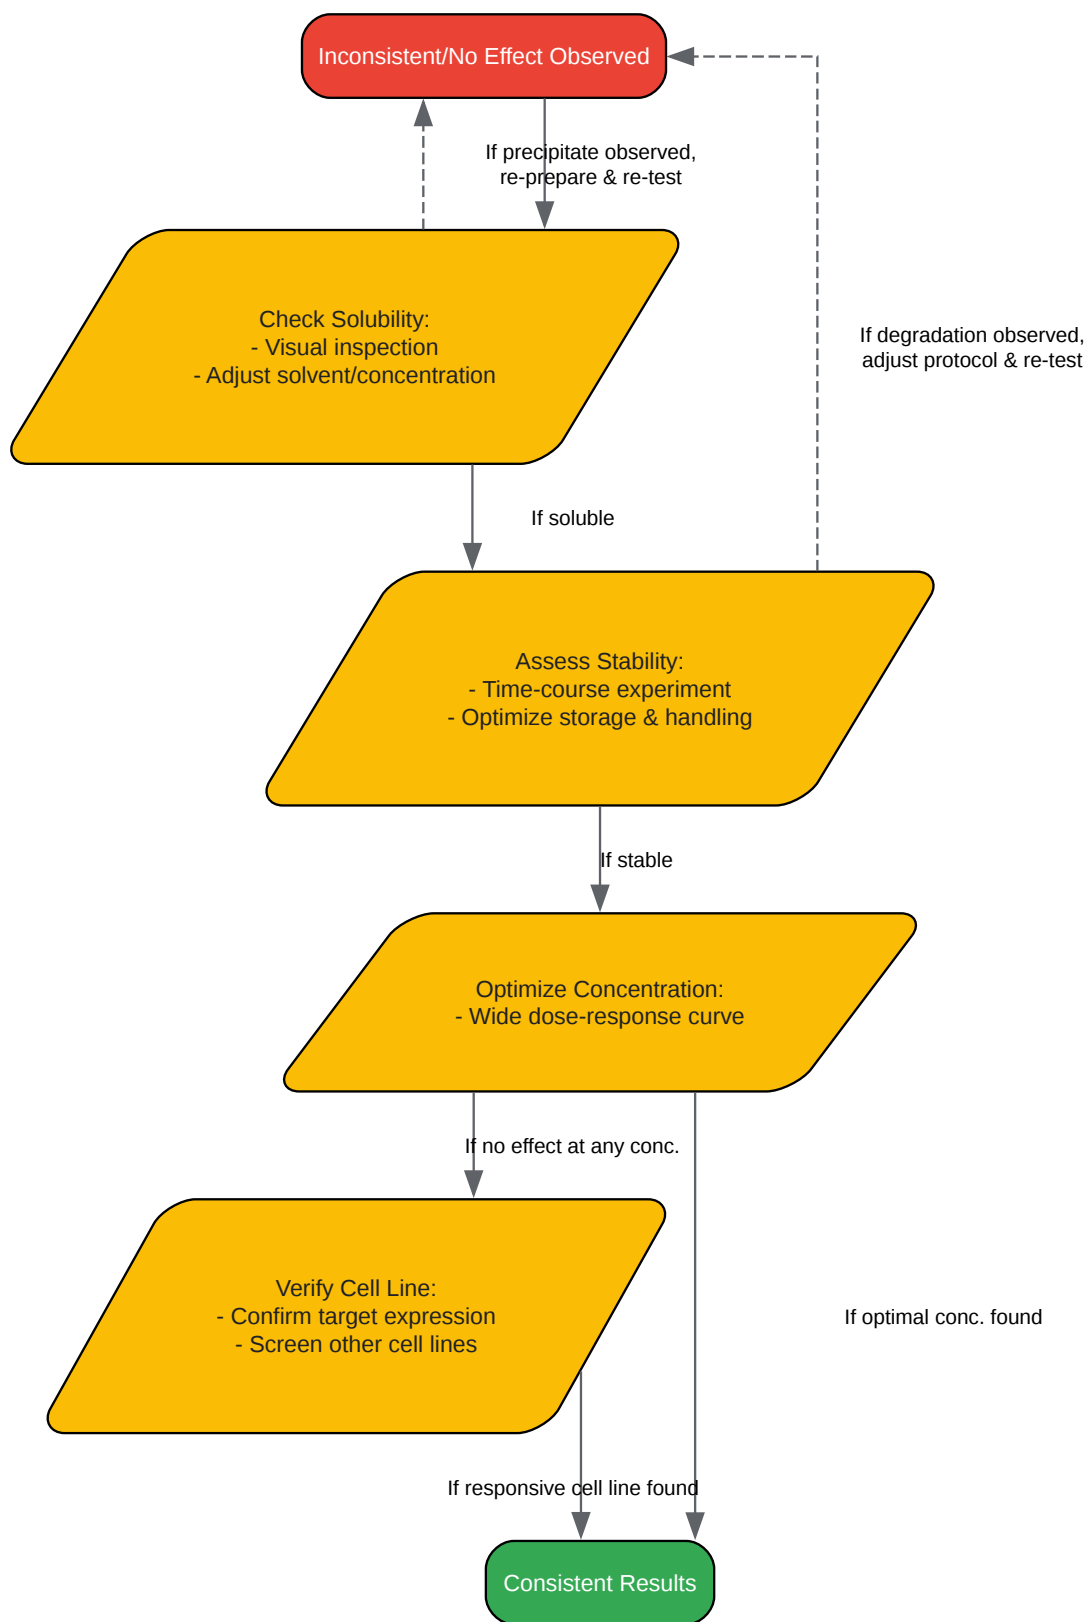 Inconsistent/No Effect Observed
If precipitate observed,
re-prepare & re-test
Check Solubility:
- Visual inspection
- Adjust solvent/concentration
If degradation observed,
adjust protocol & re-test
If soluble
Assess Stability:
- Time-course experiment
- Optimize storage & handling
If stable
Optimize Concentration:
- Wide dose-response curve
If no effect at any conc.
Verify Cell Line:
- Confirm target expression
- Screen other cell lines
If optimal conc. found
If responsive cell line found
Consistent Results